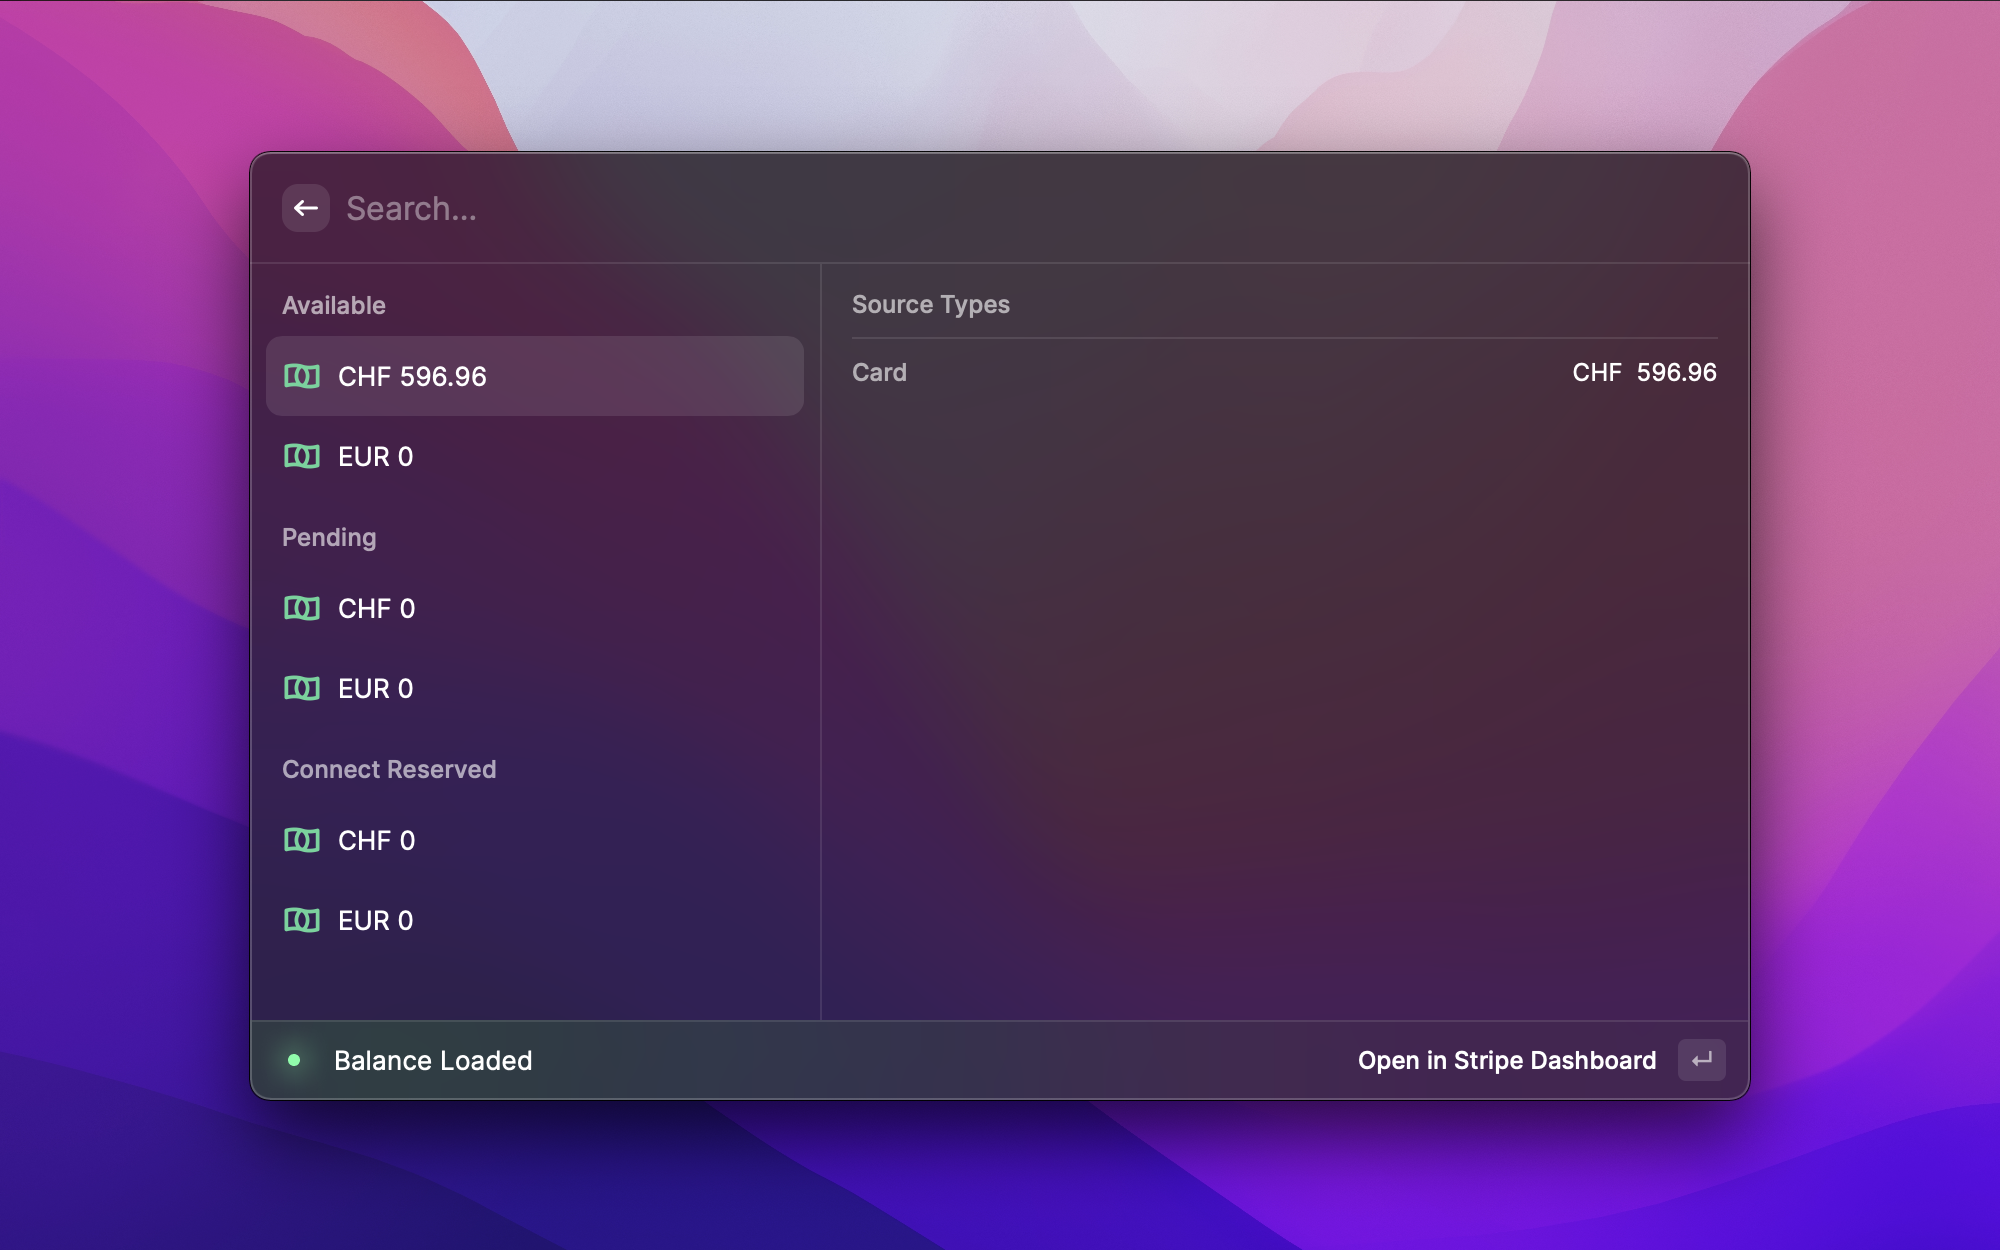 Search...
Available
CHF 596.96
EUR 0
Pending
CHF 0
EUR 0
Connect Reserved
CHF 0
EUR 0
Source Types
Card CHF 596.96
Balance Loaded
Open in Stripe Dashboard